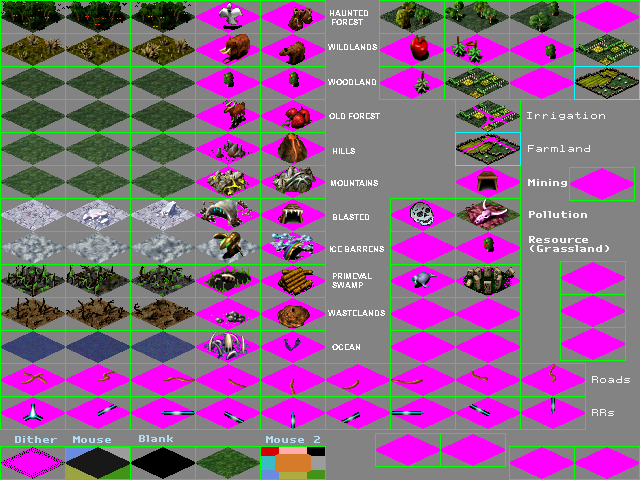 HAUNTED
FOREST
WILDLANDS
WOODLAND
OLD FOREST
Irrigation
HILLS
Farmland
MOUNTAINS
Mining
BLASTED
Pollution
ICE BARRENS
Resource
(Grassland)
PRIMEVAL
SWAMP
WASTELANDS
OCEAN
Roads
RRs
Dither Mouse Blank Mouse 2